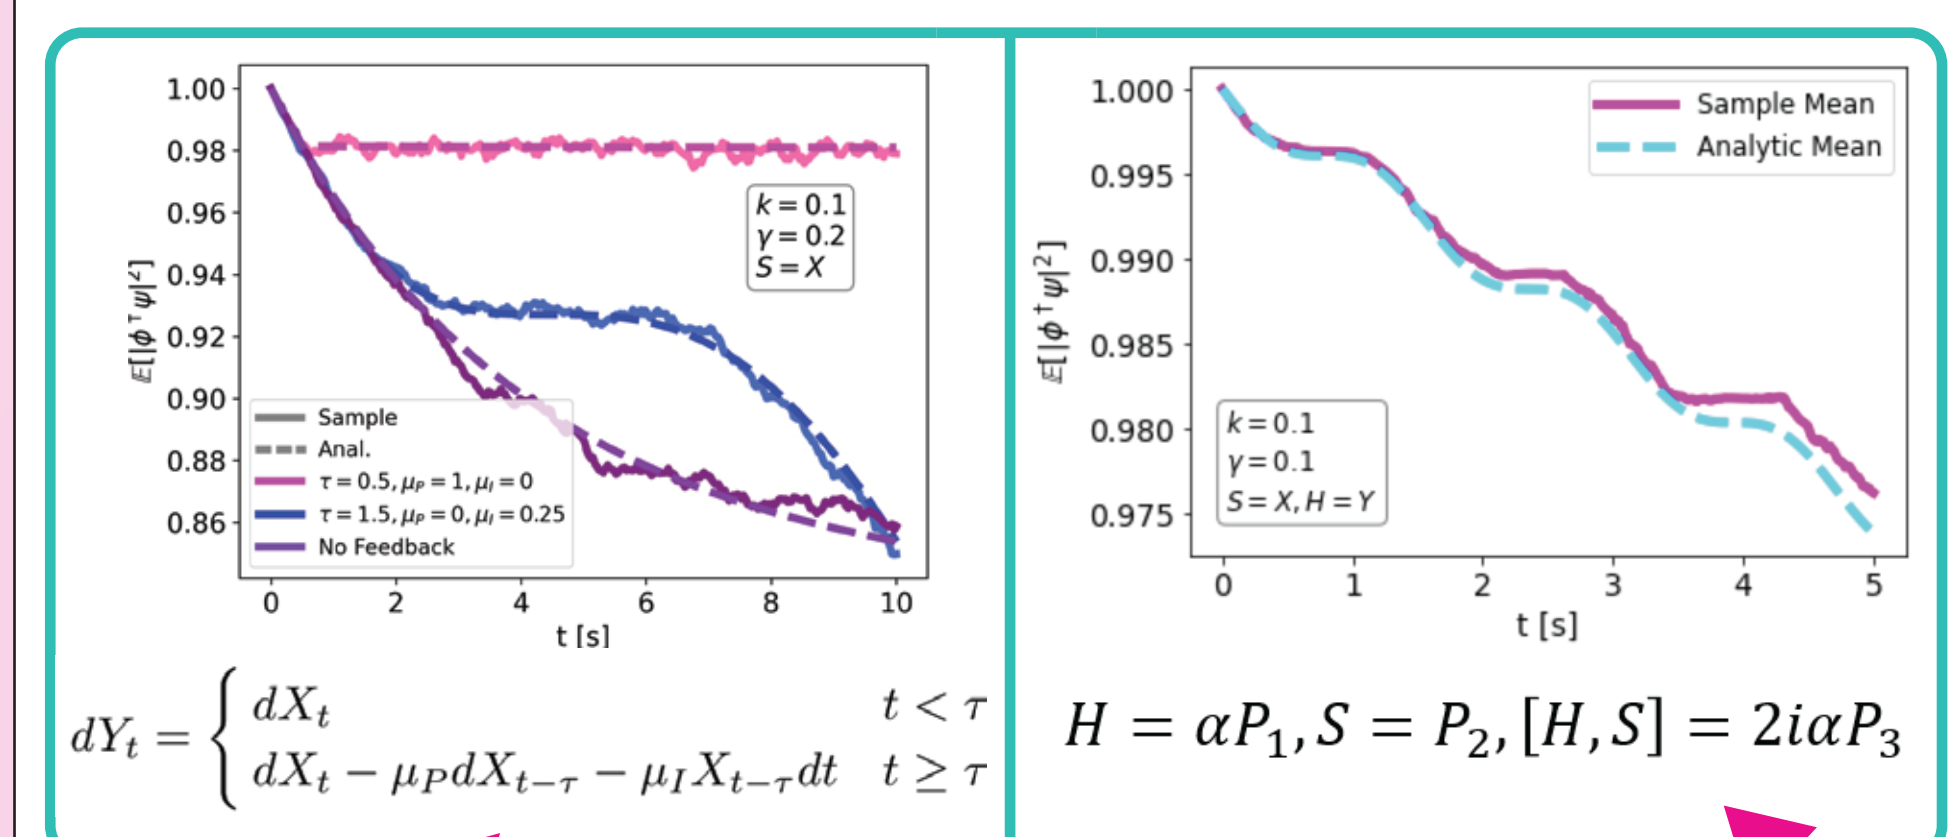 1.00
0.98
0.96
0.94
0.92
0.90
0.88
0.86
𝔼[|ϕ†ψ|²]
k = 0.1
γ = 0.2
S = X
Sample
Anal.
τ = 0.5, μ_P = 1, μ_I = 0
τ = 1.5, μ_P = 0, μ_I = 0.25
No Feedback
0 2 4 6 8 10
t [s]
dY_t = { dX_t t < τ
dX_t − μ_P dX_{t−τ} − μ_I X_{t−τ} dt t ≥ τ
1.000
0.995
0.990
0.985
0.980
0.975
𝔼[|ϕ†ψ|²]
Sample Mean
Analytic Mean
k = 0.1
γ = 0.1
S = X, H = Y
0 1 2 3 4 5
t [s]
H = αP₁, S = P₂, [H, S] = 2iαP₃